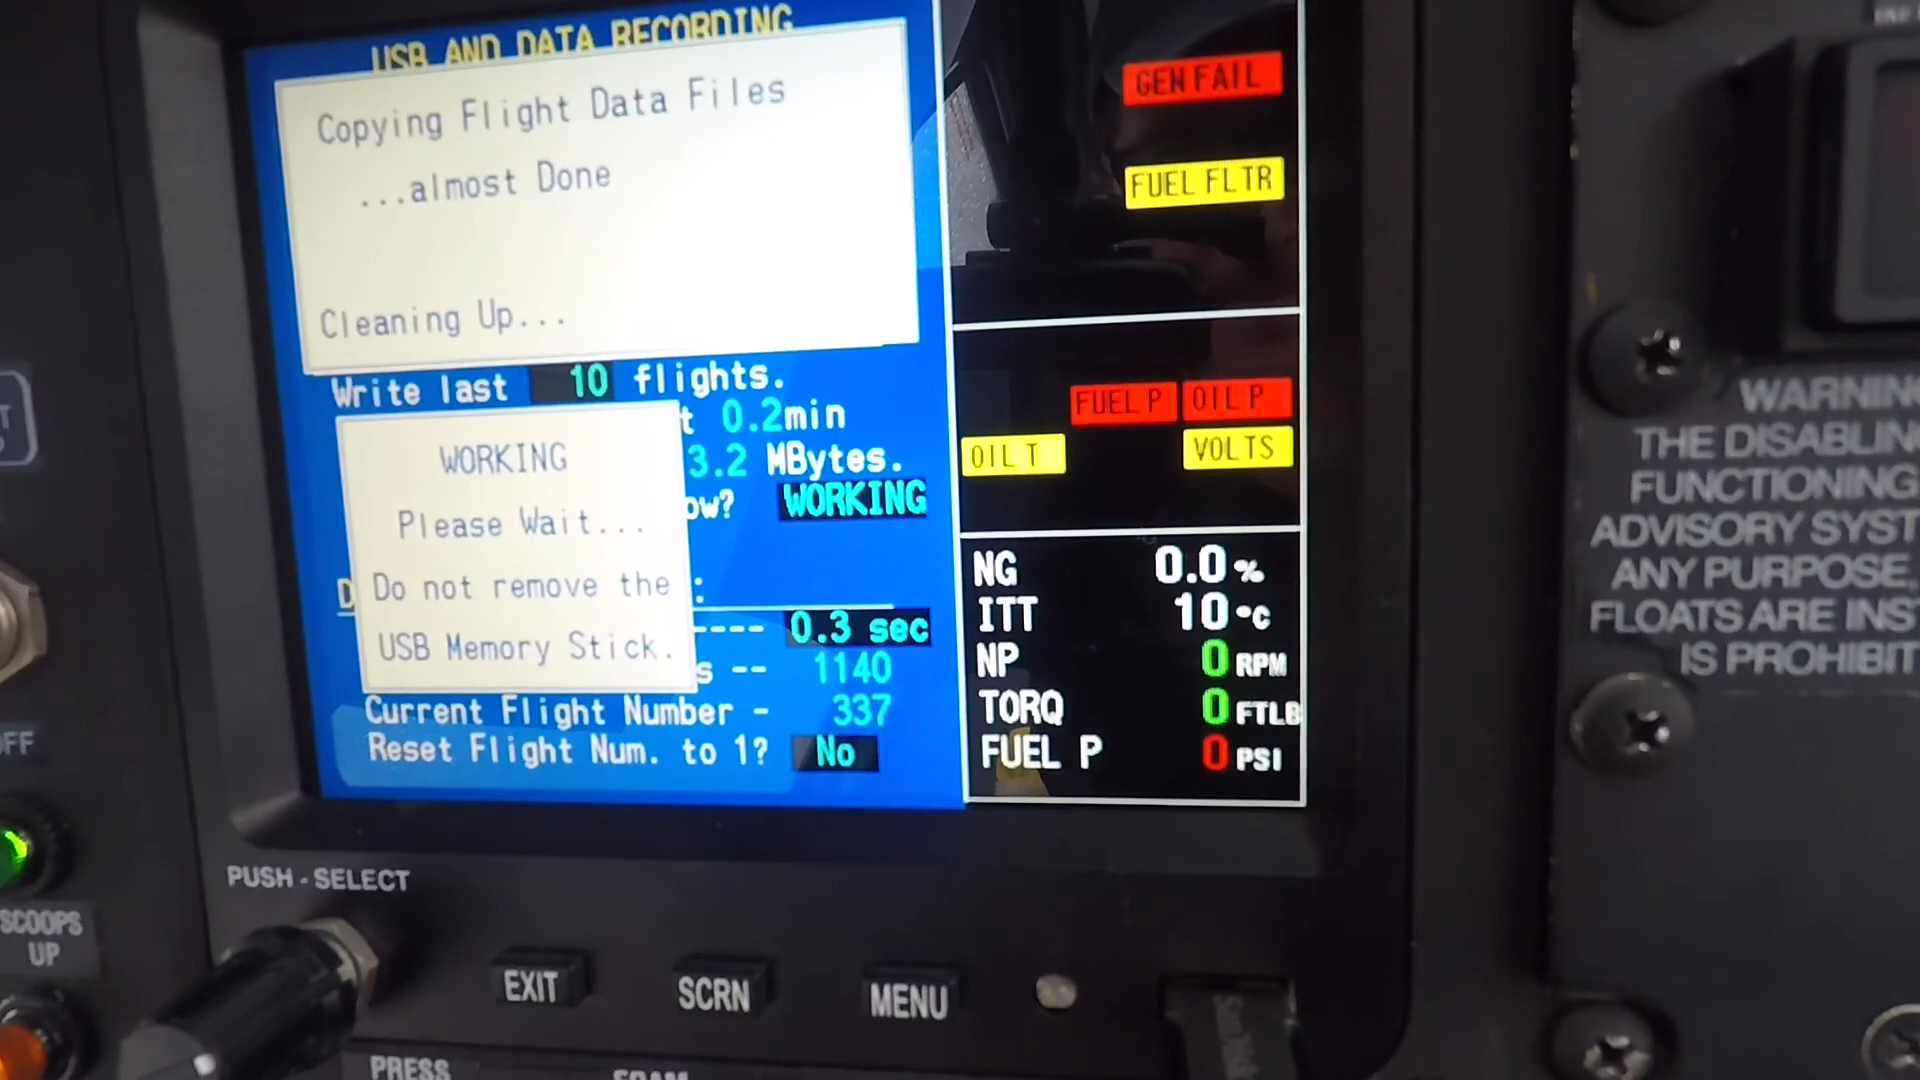 USB AND DATA RECORDING
Copying Flight Data Files
...almost Done
Cleaning Up...
Write last 10 flights.
t 0.2min
3.2 MBytes.
ow? WORKING
WORKING
Please Wait...
Do not remove the
USB Memory Stick.
D :
---- 0.3 sec
s -- 1140
Current Flight Number - 337
Reset Flight Num. to 1? No
GEN FAIL
FUEL FLTR
FUEL P OIL P
OIL T VOLTS
NG 0.0 %
ITT 10 °C
NP 0 RPM
TORQ 0 FTLB
FUEL P 0 PSI
PUSH - SELECT
EXIT SCRN MENU
PRESS
FOAM
SCOOPS
UP
FF
WARNING
THE DISABLIN
FUNCTIONING
ADVISORY SYST
ANY PURPOSE,
FLOATS ARE INS
IS PROHIBIT